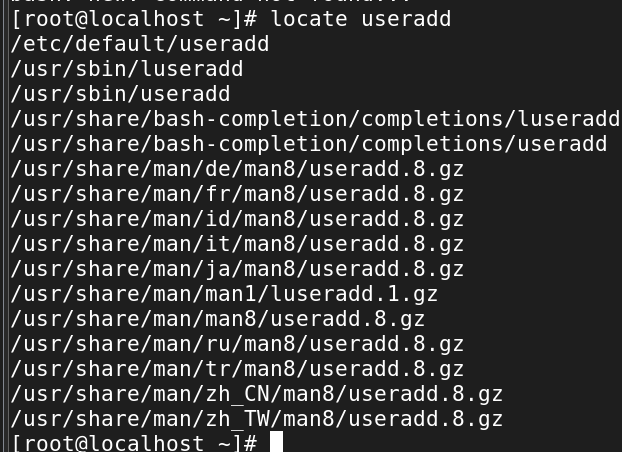 [root@localhost ~]# locate useradd
/etc/default/useradd
/usr/sbin/luseradd
/usr/sbin/useradd
/usr/share/bash-completion/completions/luseradd
/usr/share/bash-completion/completions/useradd
/usr/share/man/de/man8/useradd.8.gz
/usr/share/man/fr/man8/useradd.8.gz
/usr/share/man/id/man8/useradd.8.gz
/usr/share/man/it/man8/useradd.8.gz
/usr/share/man/ja/man8/useradd.8.gz
/usr/share/man/man1/luseradd.1.gz
/usr/share/man/man8/useradd.8.gz
/usr/share/man/ru/man8/useradd.8.gz
/usr/share/man/tr/man8/useradd.8.gz
/usr/share/man/zh_CN/man8/useradd.8.gz
/usr/share/man/zh_TW/man8/useradd.8.gz
[root@localhost ~]#